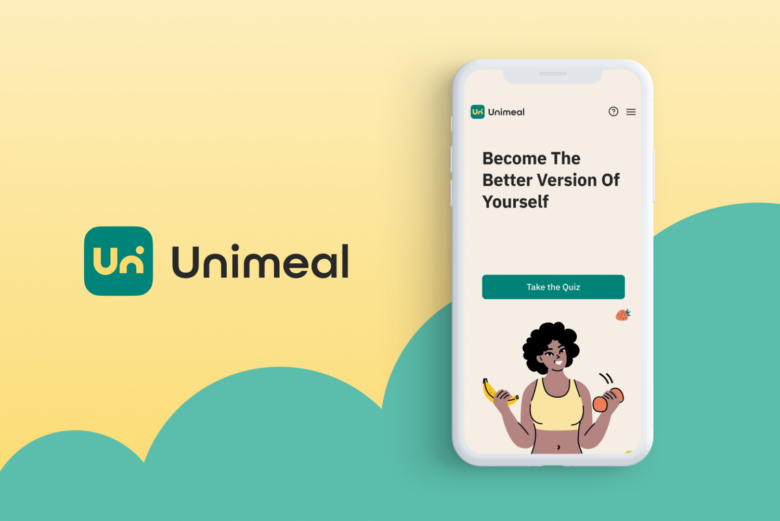 Un
Unimeal
Un Unimeal
?
Become The
Better Version Of
Yourself
Take the Quiz